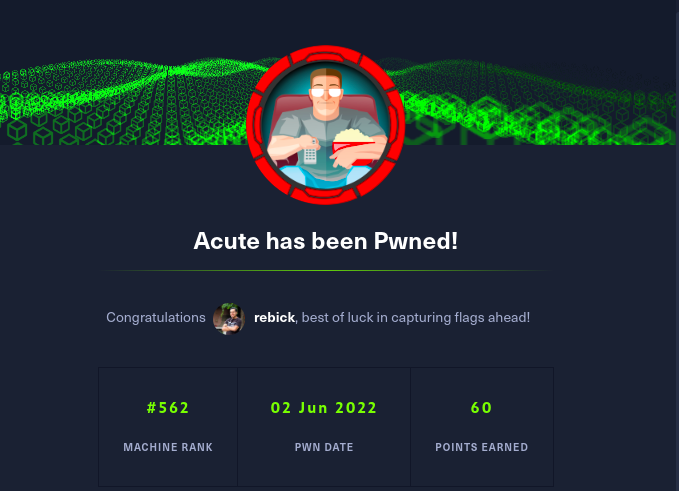 Acute has been Pwned!
Congratulations rebick, best of luck in capturing flags ahead!
#562 02 Jun 2022 60
MACHINE RANK PWN DATE POINTS EARNED